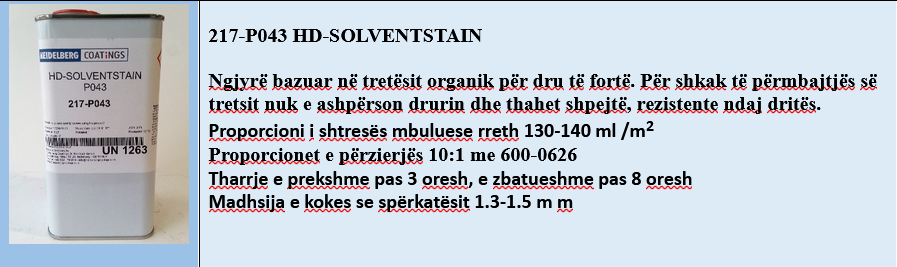 HEIDELBERG COATINGS
HD-SOLVENTSTAIN
P043
217-P043
UN 1263
217-P043 HD-SOLVENTSTAIN
Ngjyrë bazuar në tretësit organik për dru të fortë. Për shkak të përmbajtjës së
tretsit nuk e ashpërson drurin dhe thahet shpejtë, rezistente ndaj dritës.
Proporcioni i shtresës mbuluese rreth 130-140 ml /m²
Proporcionet e përzierjës 10:1 me 600-0626
Tharrje e prekshme pas 3 oresh, e zbatueshme pas 8 oresh
Madhsija e kokes se spërkatësit 1.3-1.5 m m